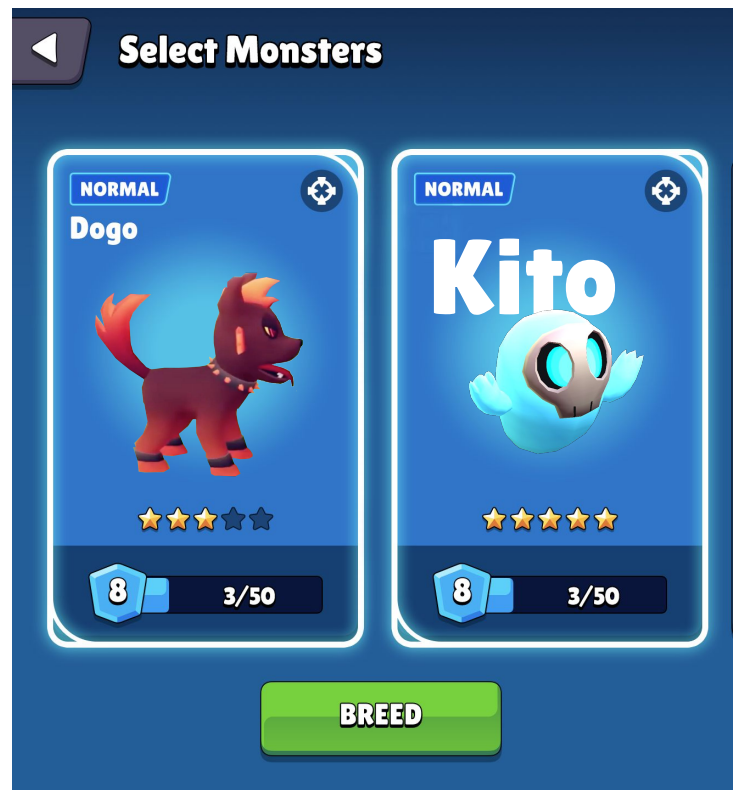 Select Monsters
NORMAL
Dogo
8
3/50
NORMAL
Kito
8
3/50
BREED